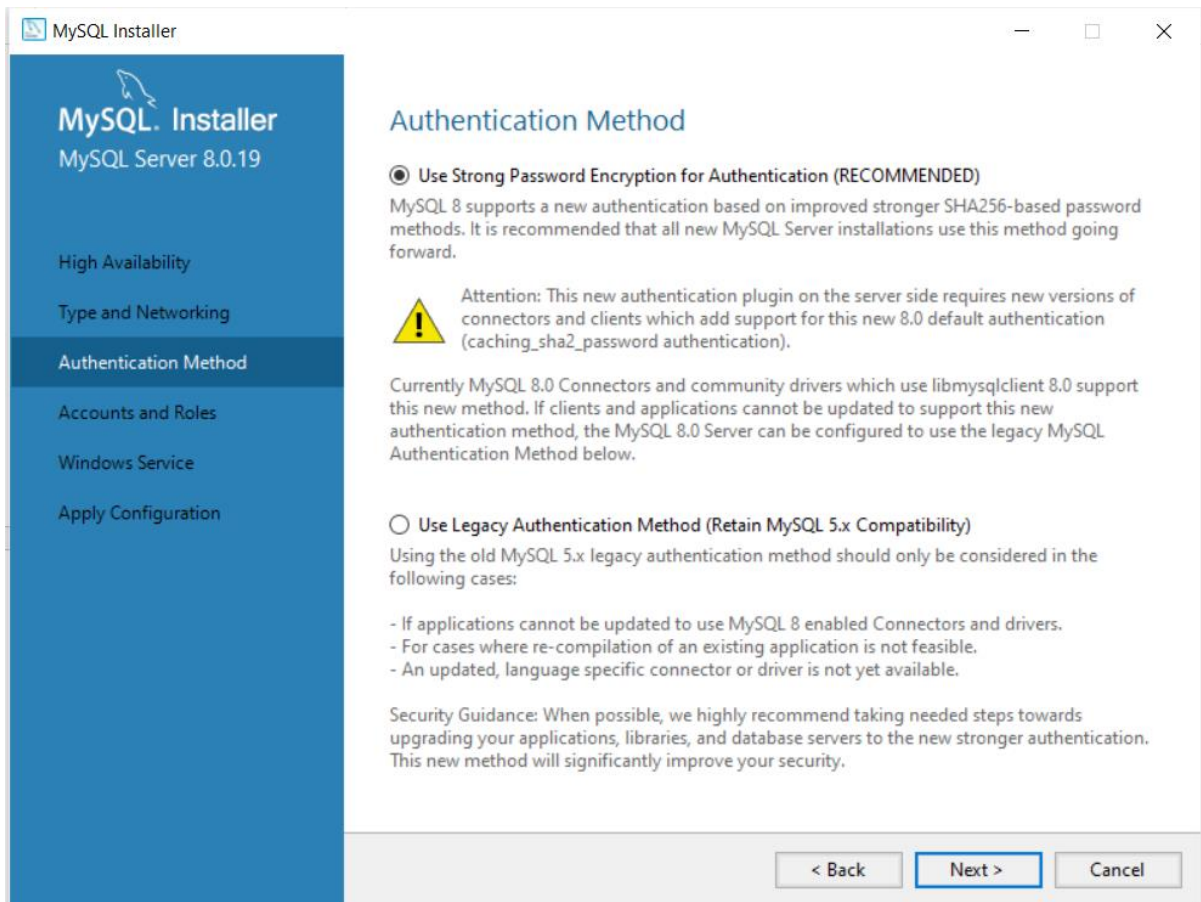 MySQL Installer
MySQL. Installer
MySQL Server 8.0.19
High Availability
Type and Networking
Authentication Method
Accounts and Roles
Windows Service
Apply Configuration
Authentication Method
Use Strong Password Encryption for Authentication (RECOMMENDED)
MySQL 8 supports a new authentication based on improved stronger SHA256-based password
methods. It is recommended that all new MySQL Server installations use this method going
forward.
Attention: This new authentication plugin on the server side requires new versions of
connectors and clients which add support for this new 8.0 default authentication
(caching_sha2_password authentication).
Currently MySQL 8.0 Connectors and community drivers which use libmysqlclient 8.0 support
this new method. If clients and applications cannot be updated to support this new
authentication method, the MySQL 8.0 Server can be configured to use the legacy MySQL
Authentication Method below.
Use Legacy Authentication Method (Retain MySQL 5.x Compatibility)
Using the old MySQL 5.x legacy authentication method should only be considered in the
following cases:
- If applications cannot be updated to use MySQL 8 enabled Connectors and drivers.
- For cases where re-compilation of an existing application is not feasible.
- An updated, language specific connector or driver is not yet available.
Security Guidance: When possible, we highly recommend taking needed steps towards
upgrading your applications, libraries, and database servers to the new stronger authentication.
This new method will significantly improve your security.
< Back
Next >
Cancel